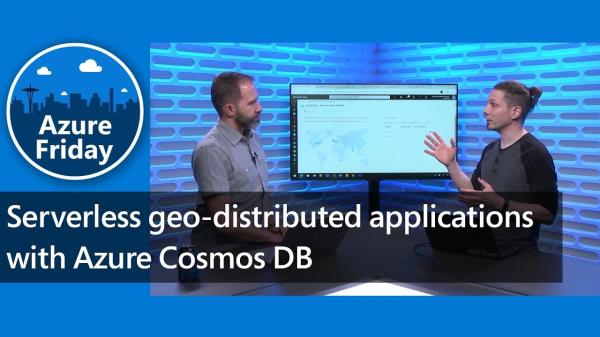 Azure
Friday
Serverless geo-distributed applications
with Azure Cosmos DB